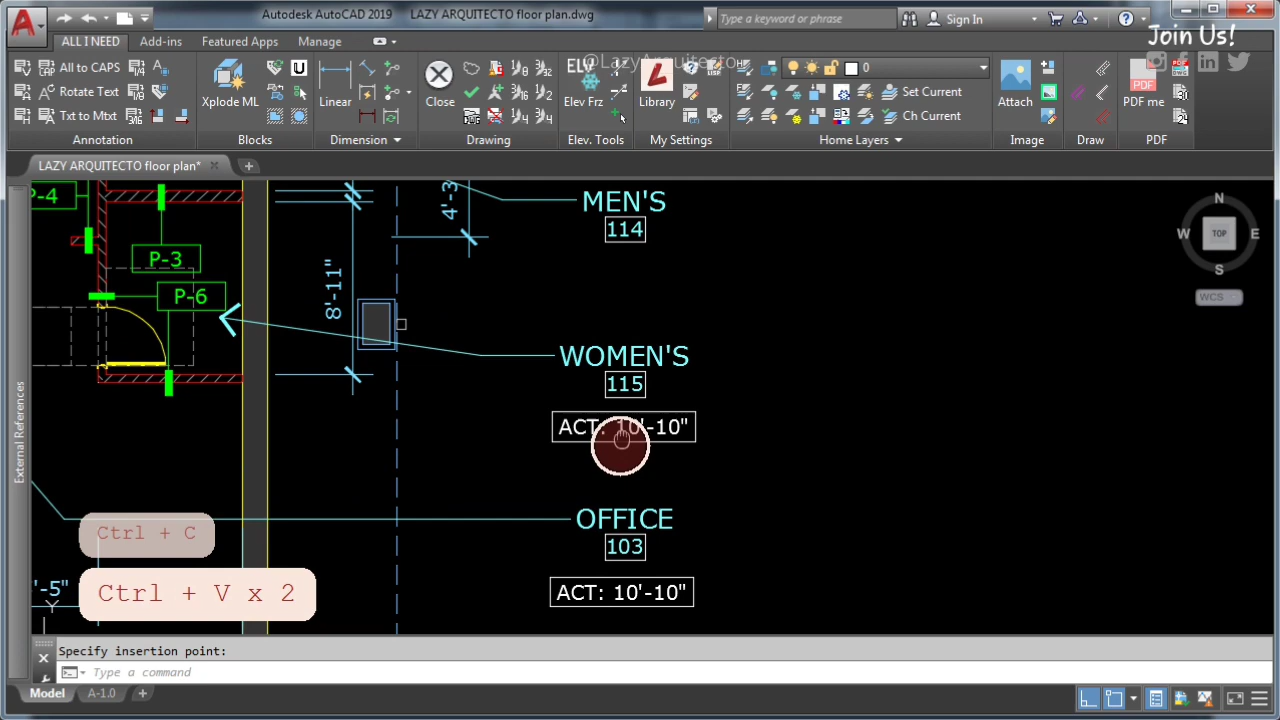 Autodesk AutoCAD 2019 LAZY ARQUITECTO floor plan.dwg
Type a keyword or phrase
Sign In
Join Us!
ALL I NEED
Add-ins
Featured Apps
Manage
@LazyArquitecto
All to CAPS
Rotate Text
Txt to Mtxt
Xplode ML
Linear
Close
ELV
Elev Frz
Library
0
Set Current
Ch Current
Attach
PDF
PDF me
Annotation
Blocks
Dimension
Drawing
Elev. Tools
My Settings
Home Layers
Image
Draw
PDF
LAZY ARQUITECTO floor plan*
External References
P-4
P-3
P-6
8'-11"
4'-3
MEN'S
114
WOMEN'S
115
ACT: 10'-10"
OFFICE
103
ACT: 10'-10"
'-5"
N
W
TOP
E
S
WCS
Ctrl + C
Ctrl + V x 2
Specify insertion point:
Type a command
Model
A-1.0